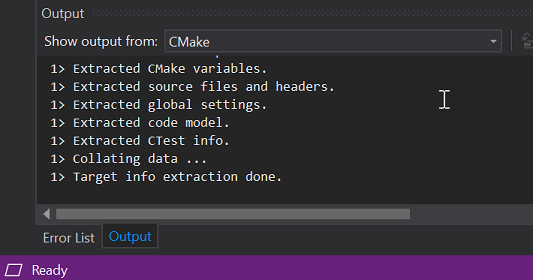 Output
Show output from: CMake
1> Extracted CMake variables.
1> Extracted source files and headers.
1> Extracted global settings.
1> Extracted code model.
1> Extracted CTest info.
1> Collating data ...
1> Target info extraction done.
Error List Output
Ready